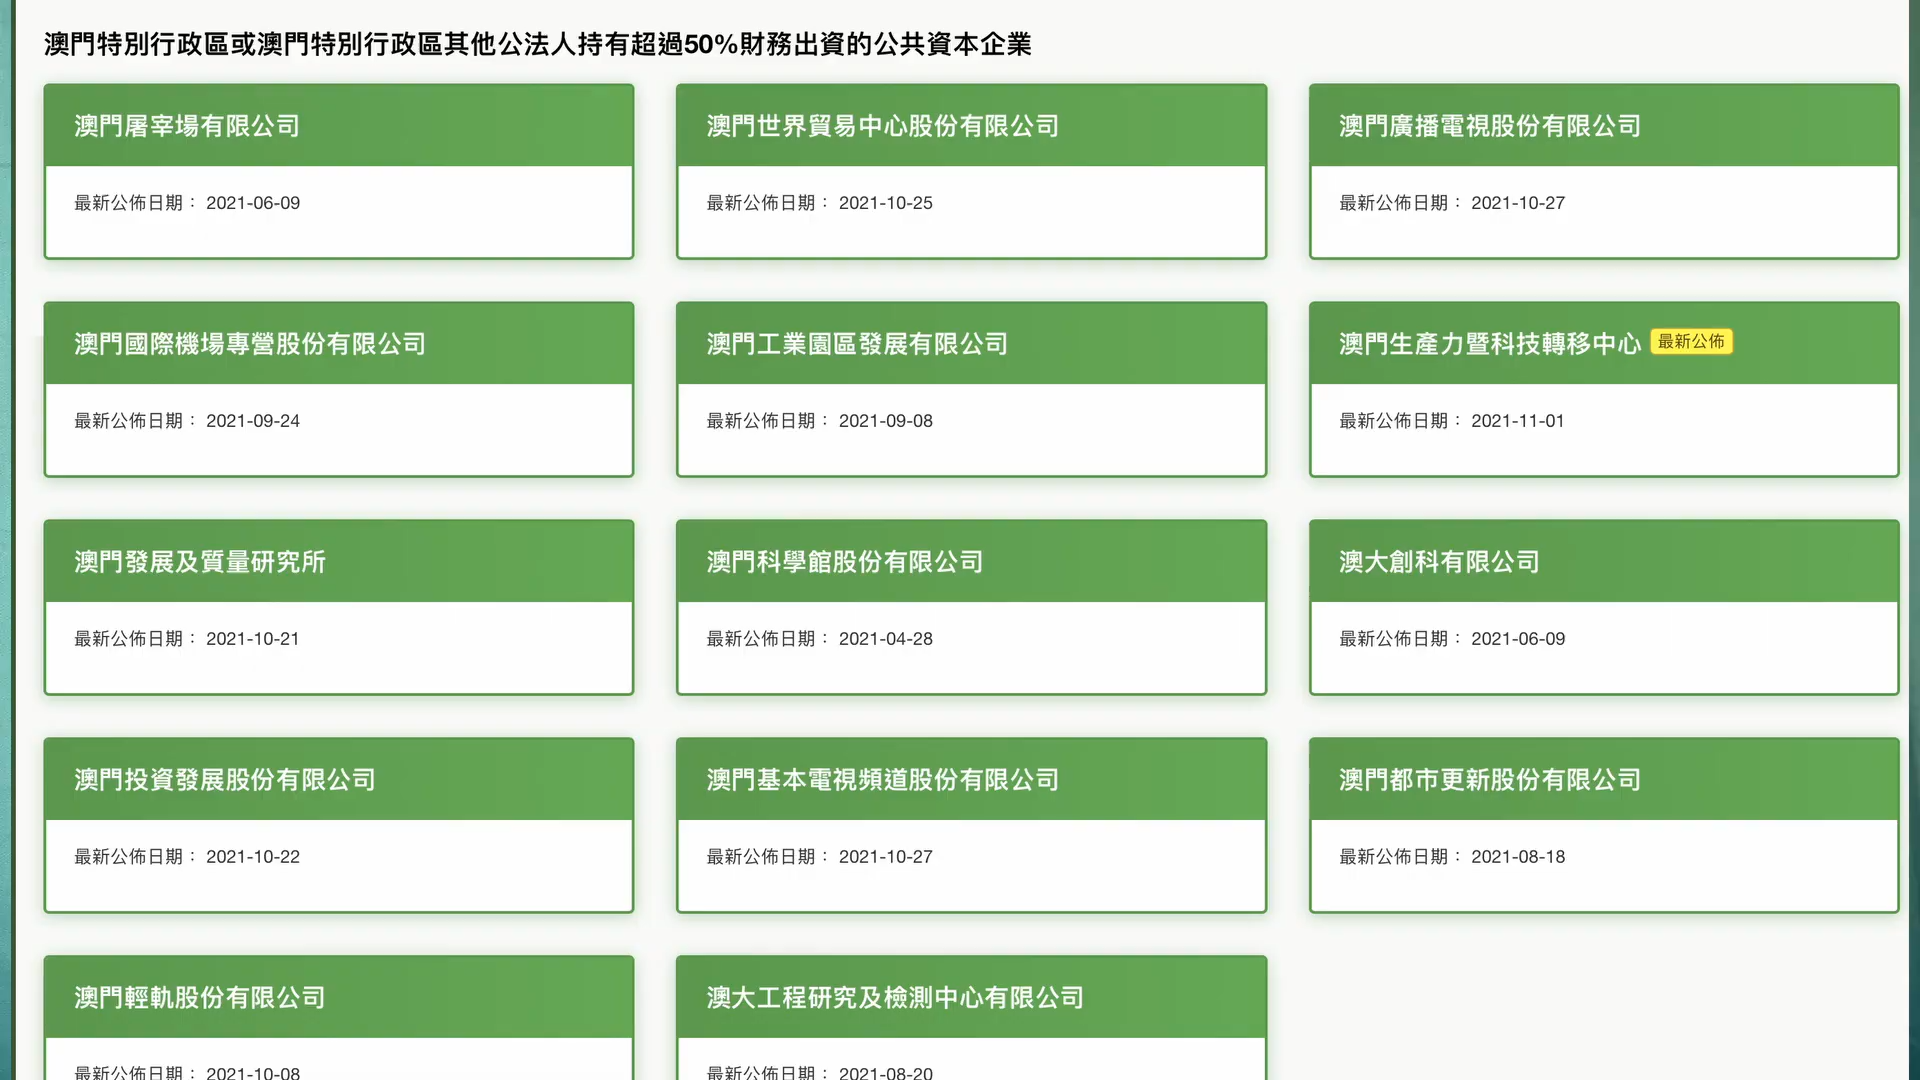 澳門特別行政區或澳門特別行政區其他公法人持有超過50%財務出資的公共資本企業
澳門屠宰場有限公司
最新公佈日期： 2021-06-09
澳門世界貿易中心股份有限公司
最新公佈日期： 2021-10-25
澳門廣播電視股份有限公司
最新公佈日期： 2021-10-27
澳門國際機場專營股份有限公司
最新公佈日期： 2021-09-24
澳門工業園區發展有限公司
最新公佈日期： 2021-09-08
澳門生產力暨科技轉移中心 最新公佈
最新公佈日期： 2021-11-01
澳門發展及質量研究所
最新公佈日期： 2021-10-21
澳門科學館股份有限公司
最新公佈日期： 2021-04-28
澳大創科有限公司
最新公佈日期： 2021-06-09
澳門投資發展股份有限公司
最新公佈日期： 2021-10-22
澳門基本電視頻道股份有限公司
最新公佈日期： 2021-10-27
澳門都市更新股份有限公司
最新公佈日期： 2021-08-18
澳門輕軌股份有限公司
最新公佈日期： 2021-10-08
澳大工程研究及檢測中心有限公司
最新公佈日期： 2021-08-20